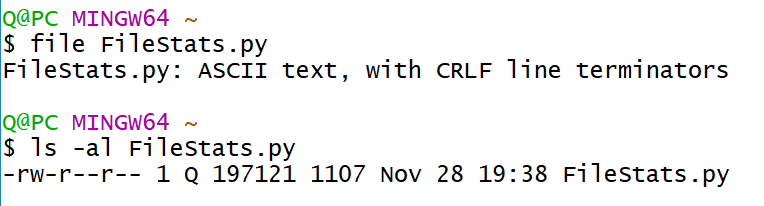 Q@PC MINGW64 ~
$ file FileStats.py
FileStats.py: ASCII text, with CRLF line terminators
Q@PC MINGW64 ~
$ ls -al FileStats.py
-rw-r--r-- 1 Q 197121 1107 Nov 28 19:38 FileStats.py